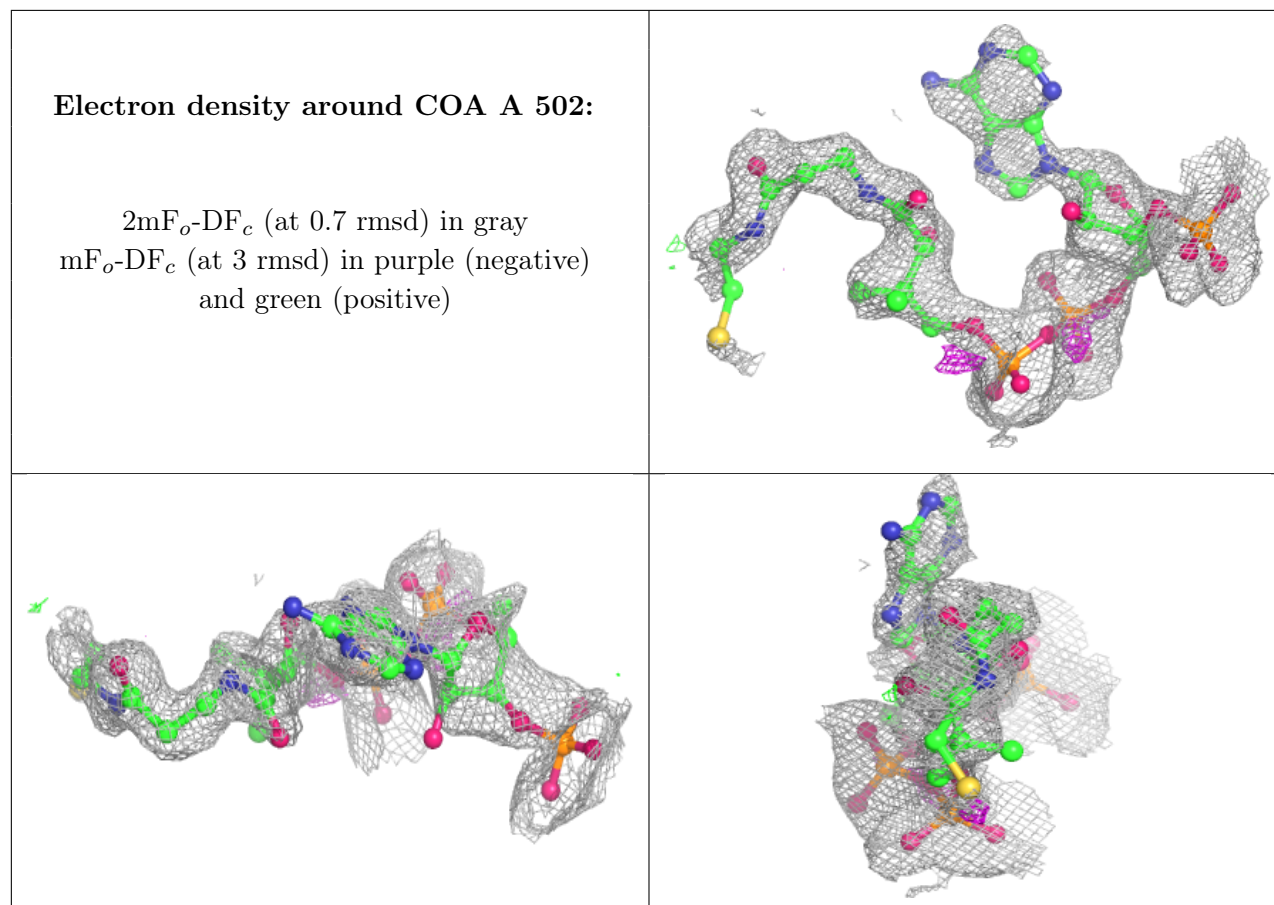 Electron density around COA A 502:
2mFₒ-DF𝒸 (at 0.7 rmsd) in gray
mFₒ-DF𝒸 (at 3 rmsd) in purple (negative)
and green (positive)